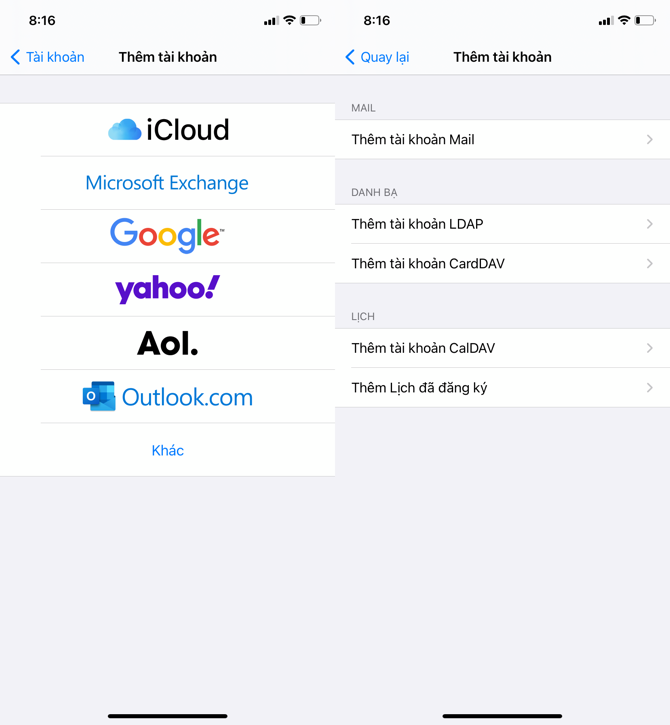 8:16
Tài khoản
Thêm tài khoản
iCloud
Microsoft Exchange
Google™
yahoo!
Aol.
Outlook.com
Khác
8:16
Quay lại
Thêm tài khoản
MAIL
Thêm tài khoản Mail
DANH BẠ
Thêm tài khoản LDAP
Thêm tài khoản CardDAV
LỊCH
Thêm tài khoản CalDAV
Thêm Lịch đã đăng ký